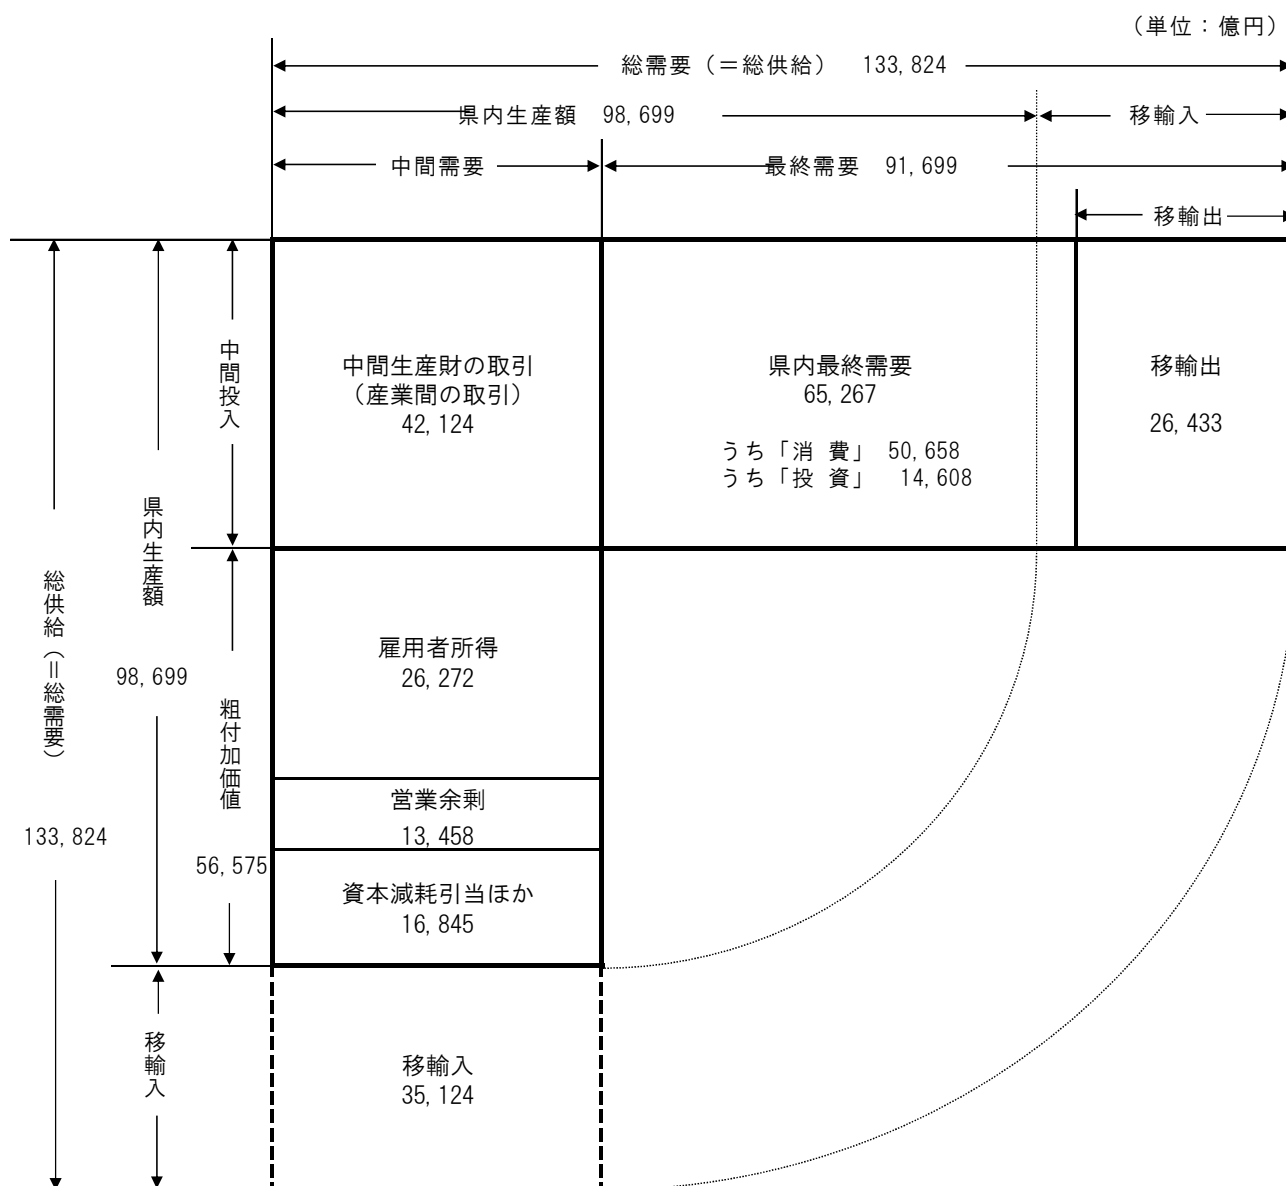 （単位：億円）
総需要（＝総供給） 133,824
県内生産額 98,699
移輸入
中間需要
最終需要 91,699
移輸出
中間投入
中間生産財の取引
（産業間の取引）
42,124
県内最終需要
65,267
うち「消 費」 50,658
うち「投 資」 14,608
移輸出
26,433
総供給（＝総需要）
133,824
県内生産額
98,699
粗付加価値
56,575
雇用者所得
26,272
営業余剰
13,458
資本減耗引当ほか
16,845
移輸入
移輸入
35,124